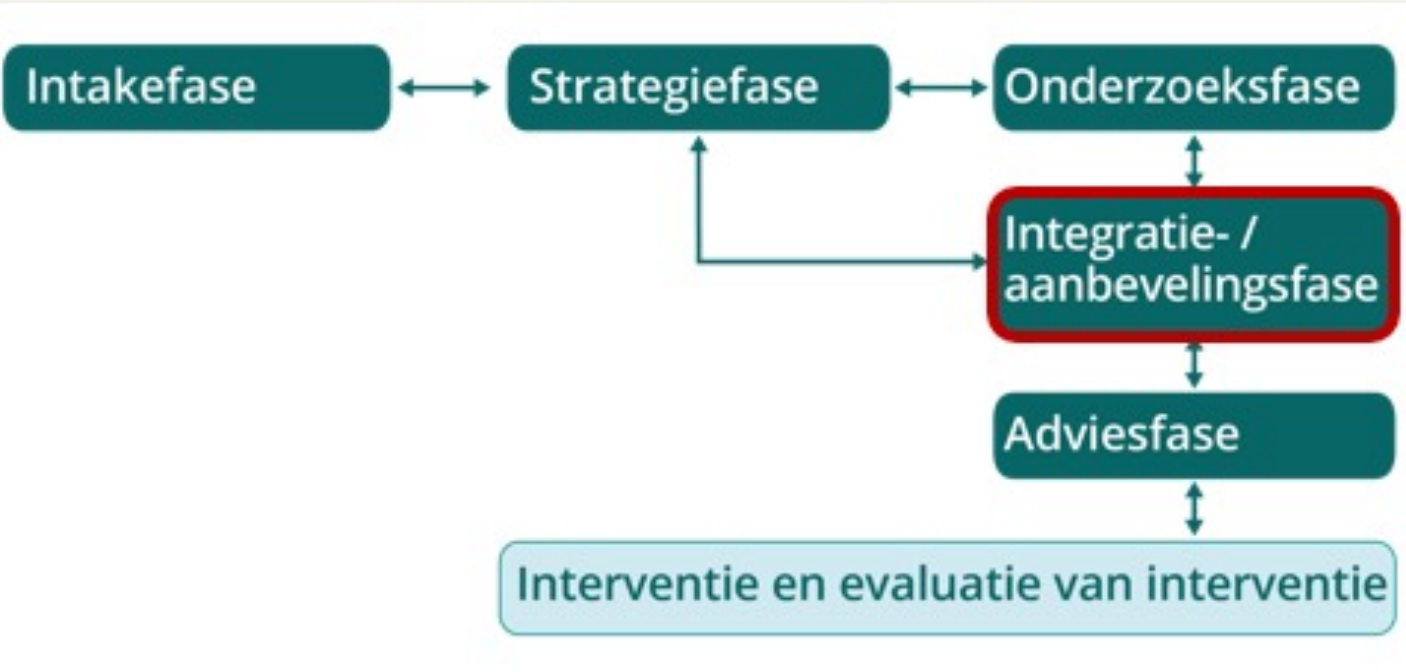 Intakefase
Strategiefase
Onderzoeksfase
Integratie- /
aanbevelingsfase
Adviesfase
Interventie en evaluatie van interventie